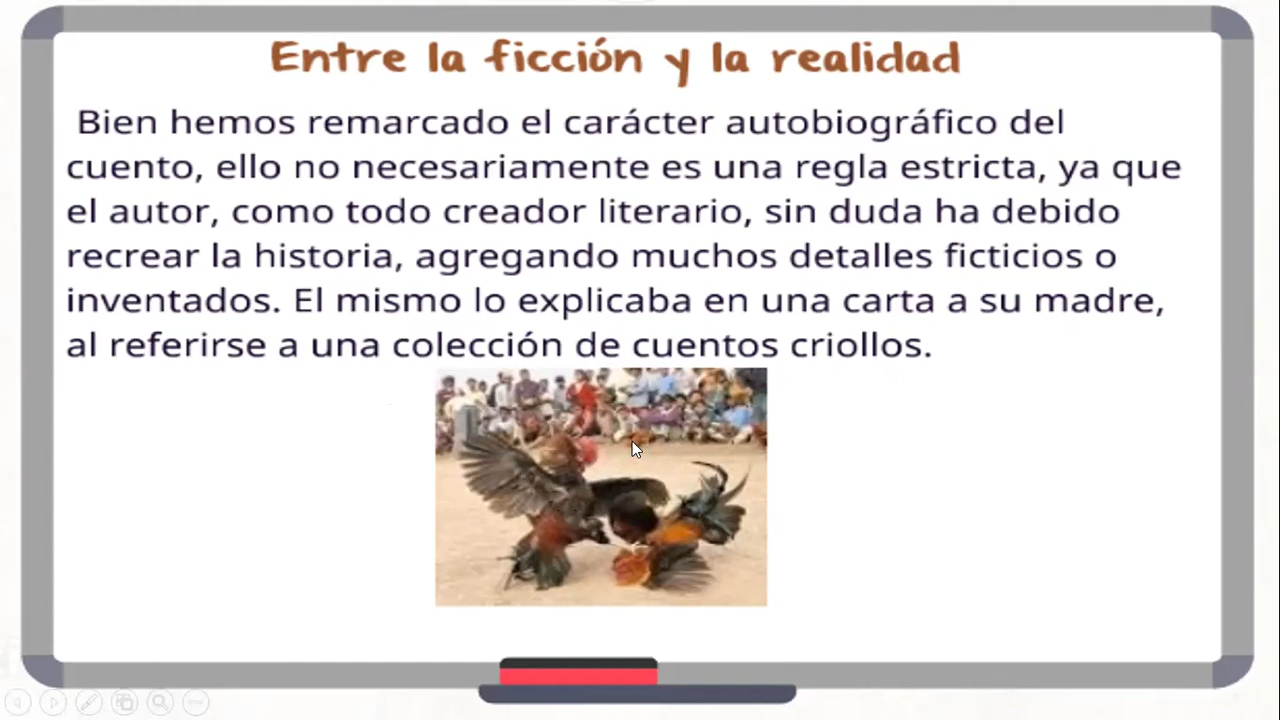 Entre la ficción y la realidad
Bien hemos remarcado el carácter autobiográfico del
cuento, ello no necesariamente es una regla estricta, ya que
el autor, como todo creador literario, sin duda ha debido
recrear la historia, agregando muchos detalles ficticios o
inventados. El mismo lo explicaba en una carta a su madre,
al referirse a una colección de cuentos criollos.